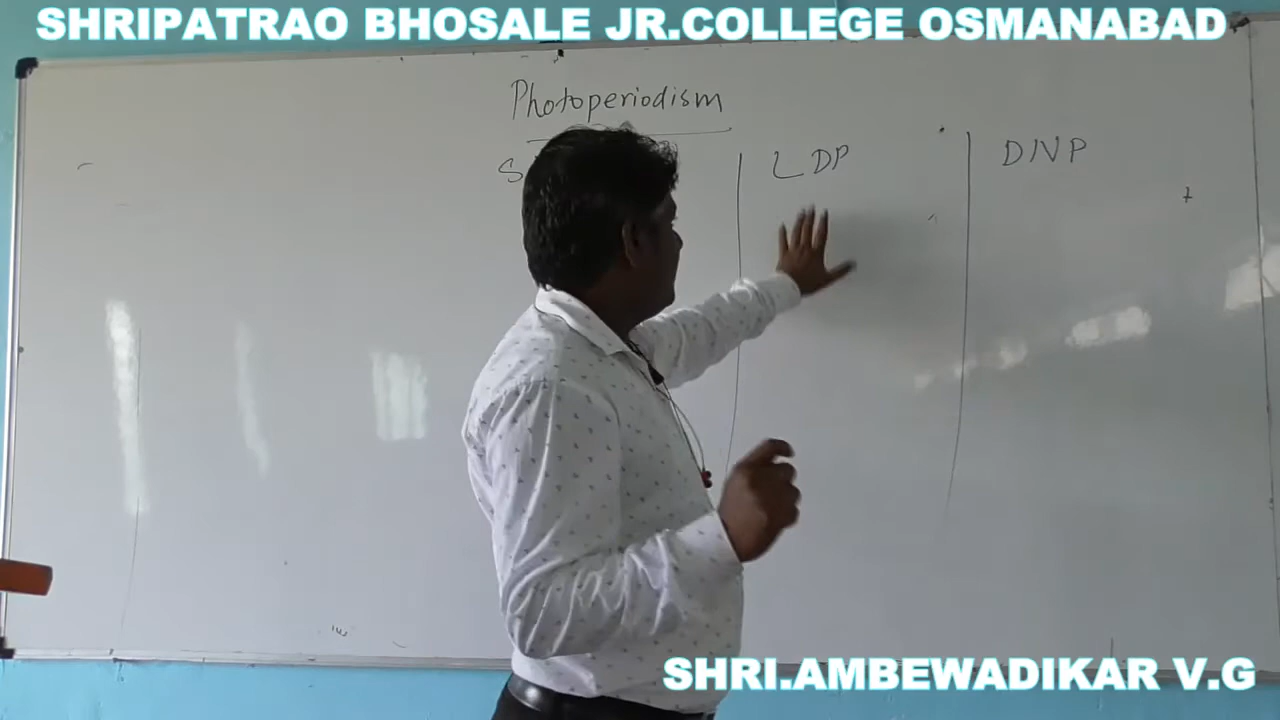 SHRIPATRAO BHOSALE JR.COLLEGE OSMANABAD
Photoperiodism
S
LDP
DNP
SHRI.AMBEWADIKAR V.G